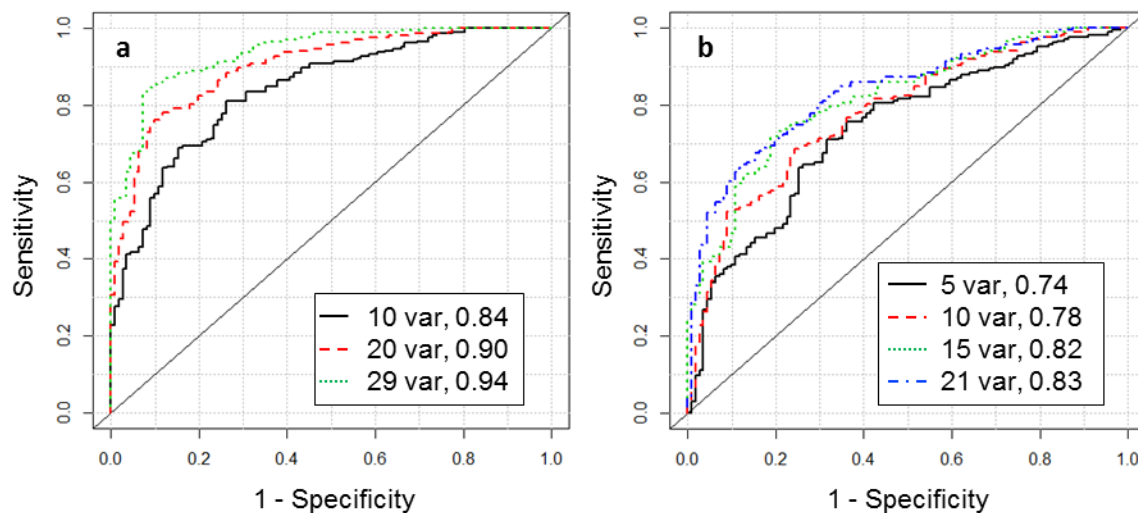 a
Sensitivity
1.0
0.8
0.6
0.4
0.2
0.0
10 var, 0.84
20 var, 0.90
29 var, 0.94
0.0 0.2 0.4 0.6 0.8 1.0
1 - Specificity
b
Sensitivity
1.0
0.8
0.6
0.4
0.2
0.0
5 var, 0.74
10 var, 0.78
15 var, 0.82
21 var, 0.83
0.0 0.2 0.4 0.6 0.8 1.0
1 - Specificity